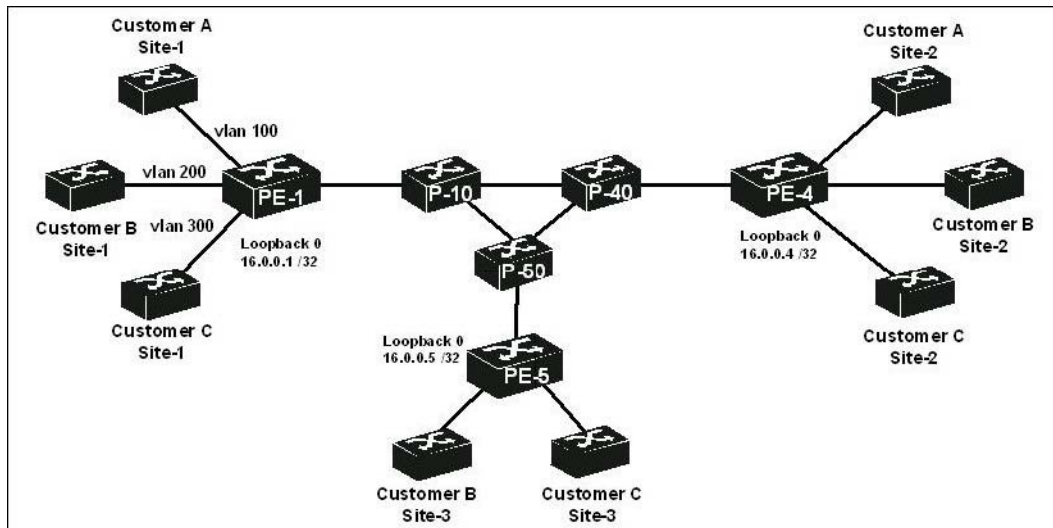 Customer A
Site-1
Customer A
Site-2
vlan 100
vlan 200
PE-1
P-10
P-40
PE-4
Customer B
Site-1
vlan 300
Customer B
Site-2
Loopback 0
16.0.0.1 /32
P-50
Loopback 0
16.0.0.4 /32
Customer C
Site-1
Customer C
Site-2
Loopback 0
16.0.0.5 /32
PE-5
Customer B
Site-3
Customer C
Site-3